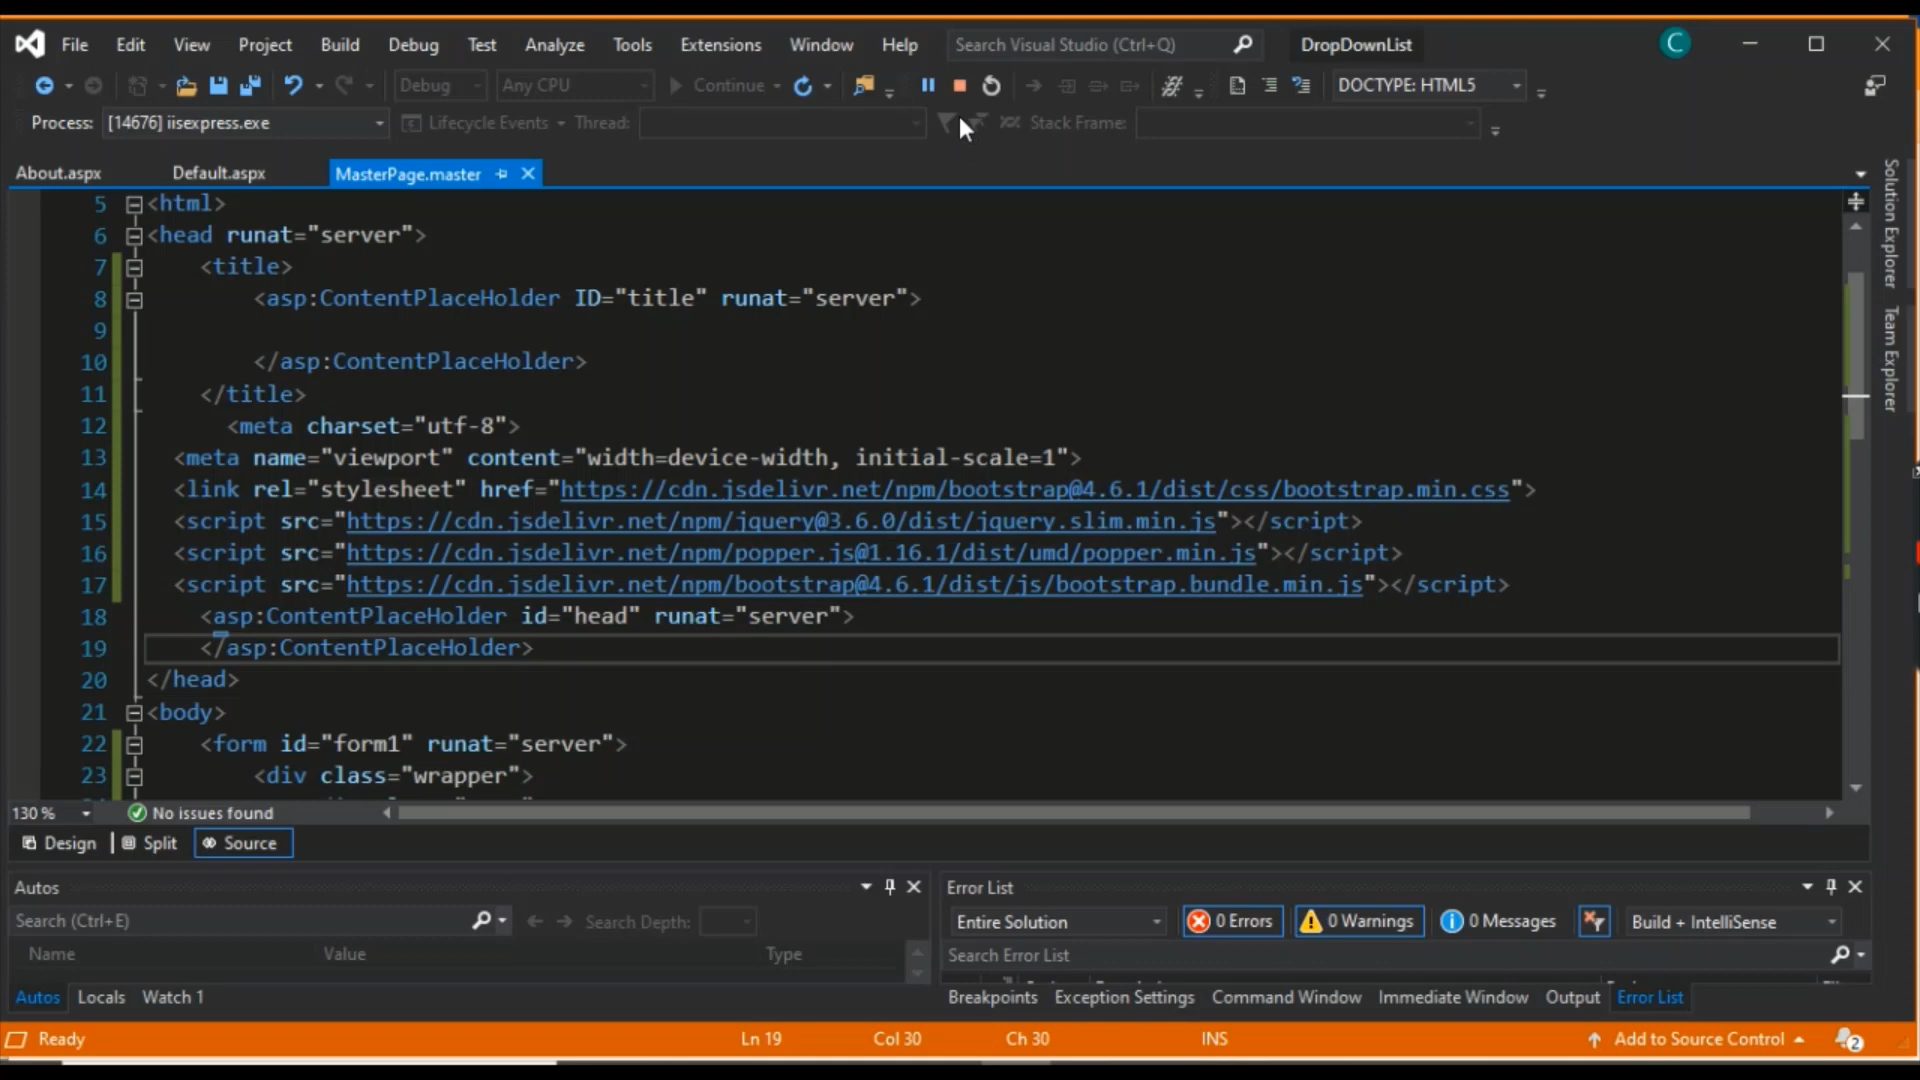 File Edit View Project Build Debug Test Analyze Tools Extensions Window Help Search Visual Studio (Ctrl+Q) DropDownList C
Debug Any CPU Continue DOCTYPE: HTML5
Process: [14676] iisexpress.exe Lifecycle Events Thread: Stack Frame:
About.aspx Default.aspx MasterPage.master
5 <html>
6 <head runat="server">
7 <title>
8 <asp:ContentPlaceHolder ID="title" runat="server">
9
10 </asp:ContentPlaceHolder>
11 </title>
12 <meta charset="utf-8">
13 <meta name="viewport" content="width=device-width, initial-scale=1">
14 <link rel="stylesheet" href="https://cdn.jsdelivr.net/npm/bootstrap@4.6.1/dist/css/bootstrap.min.css">
15 <script src="https://cdn.jsdelivr.net/npm/jquery@3.6.0/dist/jquery.slim.min.js"></script>
16 <script src="https://cdn.jsdelivr.net/npm/popper.js@1.16.1/dist/umd/popper.min.js"></script>
17 <script src="https://cdn.jsdelivr.net/npm/bootstrap@4.6.1/dist/js/bootstrap.bundle.min.js"></script>
18 <asp:ContentPlaceHolder id="head" runat="server">
19 </asp:ContentPlaceHolder>
20 </head>
21 <body>
22 <form id="form1" runat="server">
23 <div class="wrapper">
Solution Explorer
Team Explorer
130 % No issues found
Design Split Source
Autos
Search (Ctrl+E) Search Depth:
Name Value Type
Autos Locals Watch 1
Error List
Entire Solution 0 Errors 0 Warnings 0 Messages Build + IntelliSense
Search Error List
Breakpoints Exception Settings Command Window Immediate Window Output Error List
Ready Ln 19 Col 30 Ch 30 INS Add to Source Control 2